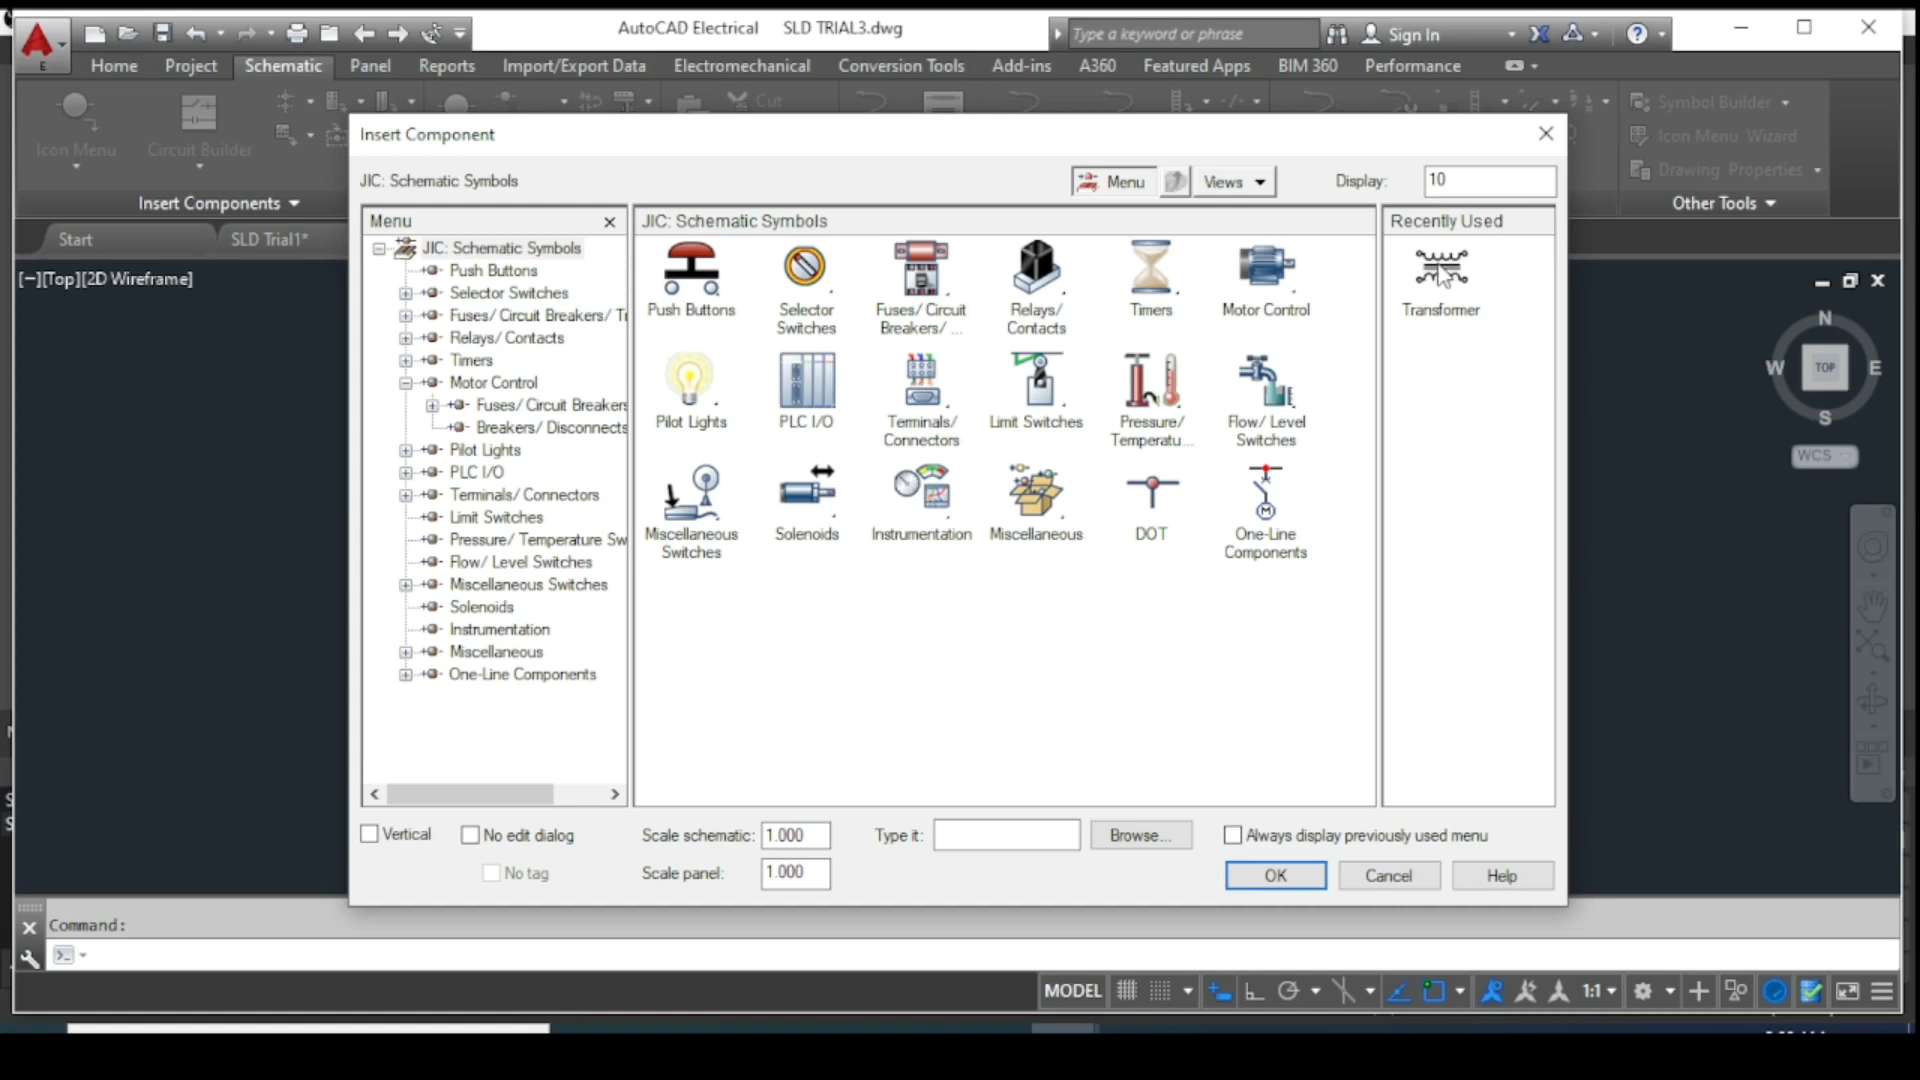 AutoCAD Electrical SLD TRIAL3.dwg
Type a keyword or phrase
Sign In
E
Home Project Schematic Panel Reports Import/Export Data Electromechanical Conversion Tools Add-ins A360 Featured Apps BIM 360 Performance
Icon Menu
Circuit Builder
Cut
Symbol Builder
Icon Menu Wizard
Drawing Properties
Insert Components
Other Tools
Start
SLD Trial1*
[−][Top][2D Wireframe]
Insert Component
JIC: Schematic Symbols
Menu
Views
Display:
10
Menu
JIC: Schematic Symbols
Push Buttons
Selector Switches
Fuses/ Circuit Breakers/ Tr
Relays/ Contacts
Timers
Motor Control
Fuses/ Circuit Breakers
Breakers/ Disconnects
Pilot Lights
PLC I/O
Terminals/ Connectors
Limit Switches
Pressure/ Temperature Sw
Flow/ Level Switches
Miscellaneous Switches
Solenoids
Instrumentation
Miscellaneous
One-Line Components
JIC: Schematic Symbols
Push Buttons
Selector Switches
Fuses/ Circuit Breakers/ ...
Relays/ Contacts
Timers
Motor Control
Pilot Lights
PLC I/O
Terminals/ Connectors
Limit Switches
Pressure/ Temperatu...
Flow/ Level Switches
Miscellaneous Switches
Solenoids
Instrumentation
Miscellaneous
DOT
One-Line Components
Recently Used
Transformer
Vertical
No edit dialog
No tag
Scale schematic: 1.000
Scale panel: 1.000
Type it:
Browse...
Always display previously used menu
OK
Cancel
Help
N
W
TOP
E
S
WCS
Command:
MODEL
1:1